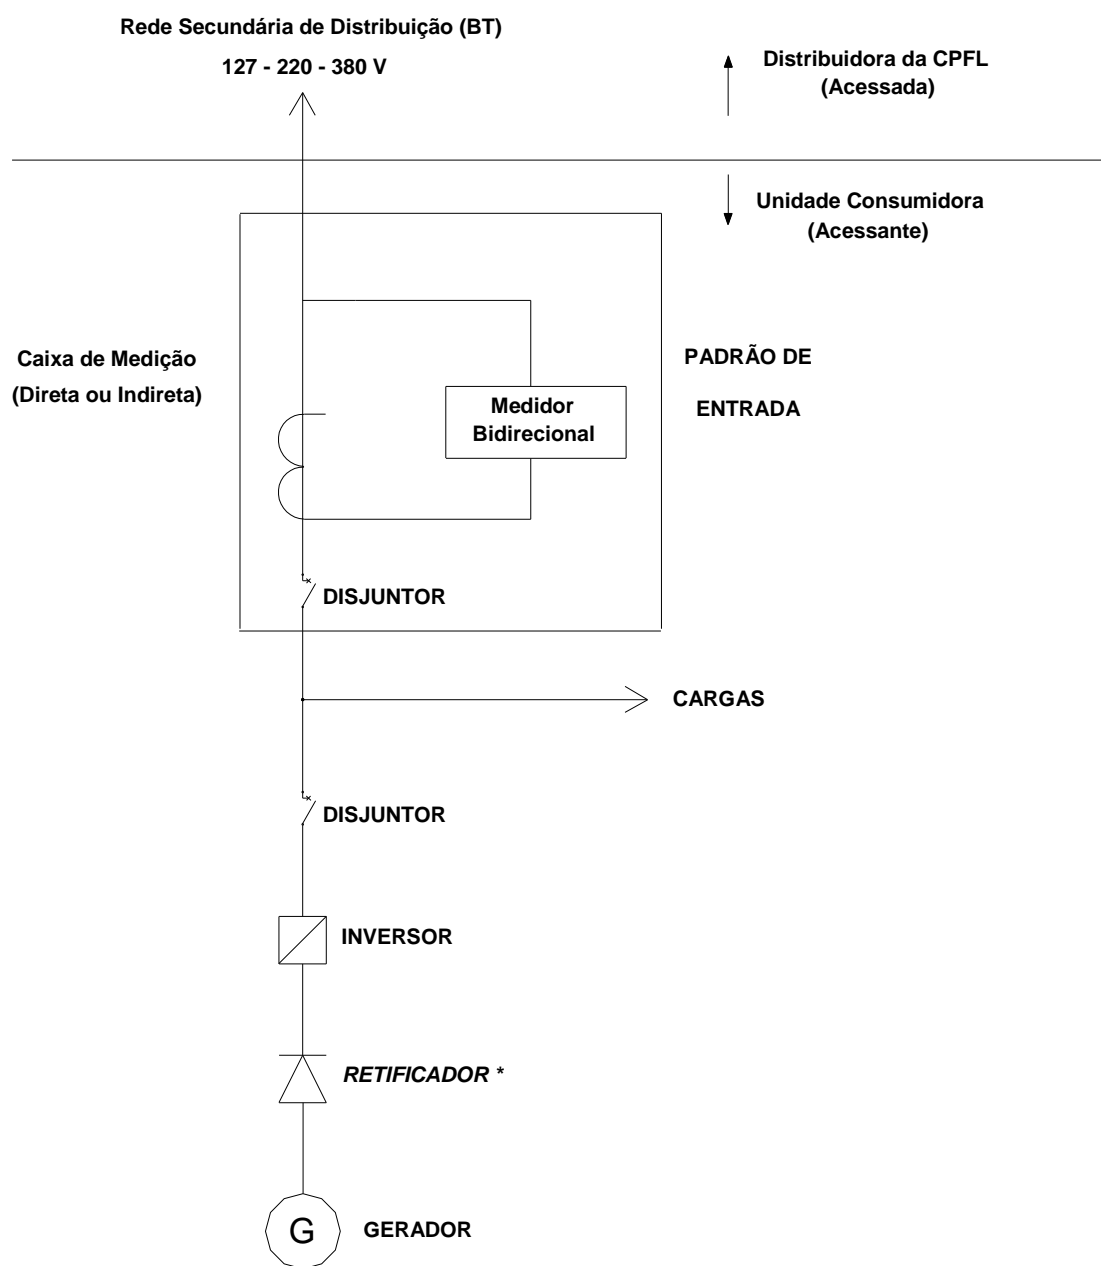 Rede Secundária de Distribuição (BT)
127 - 220 - 380 V
Distribuidora da CPFL
(Acessada)
Unidade Consumidora
(Acessante)
Caixa de Medição
(Direta ou Indireta)
PADRÃO DE
ENTRADA
Medidor
Bidirecional
DISJUNTOR
CARGAS
DISJUNTOR
INVERSOR
RETIFICADOR *
G
GERADOR